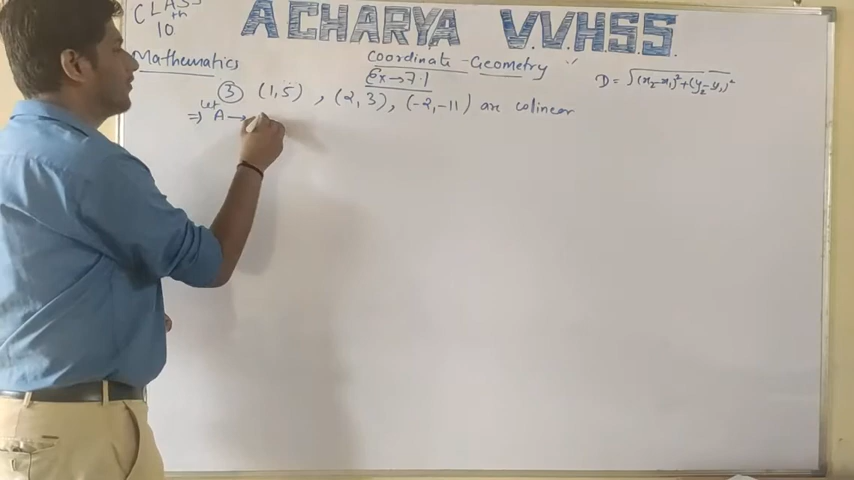 CLASS
10th
ACHARYA V.V.H.S.S.
Mathematics
Coordinate-Geometry
Ex→7.1
D = √(x₂-x₁)²+(y₂-y₁)²
③ (1,5) , (2,3), (-2,-11) are colinear
⇒ let A→